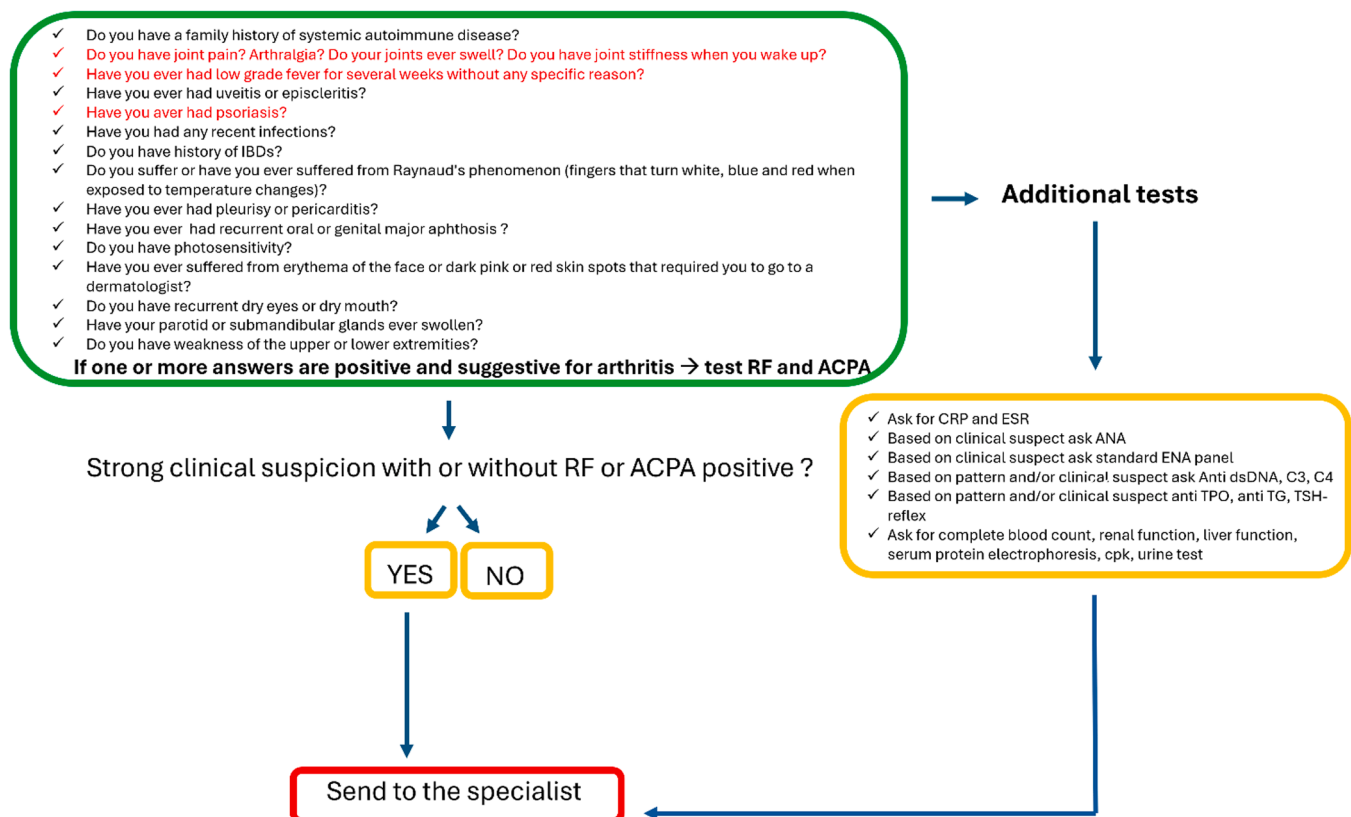 ✓ Do you have a family history of systemic autoimmune disease?
✓ Do you have joint pain? Arthralgia? Do your joints ever swell? Do you have joint stiffness when you wake up?
✓ Have you ever had low grade fever for several weeks without any specific reason?
✓ Have you ever had uveitis or episcleritis?
✓ Have you aver had psoriasis?
✓ Have you had any recent infections?
✓ Do you have history of IBDs?
✓ Do you suffer or have you ever suffered from Raynaud's phenomenon (fingers that turn white, blue and red when
exposed to temperature changes)?
✓ Have you ever had pleurisy or pericarditis?
✓ Have you ever had recurrent oral or genital major aphthosis ?
✓ Do you have photosensitivity?
✓ Have you ever suffered from erythema of the face or dark pink or red skin spots that required you to go to a
dermatologist?
✓ Do you have recurrent dry eyes or dry mouth?
✓ Have your parotid or submandibular glands ever swollen?
✓ Do you have weakness of the upper or lower extremities?
If one or more answers are positive and suggestive for arthritis → test RF and ACPA
Additional tests
✓ Ask for CRP and ESR
✓ Based on clinical suspect ask ANA
✓ Based on clinical suspect ask standard ENA panel
✓ Based on pattern and/or clinical suspect ask Anti dsDNA, C3, C4
✓ Based on pattern and/or clinical suspect anti TPO, anti TG, TSH-
reflex
✓ Ask for complete blood count, renal function, liver function,
serum protein electrophoresis, cpk, urine test
Strong clinical suspicion with or without RF or ACPA positive ?
YES
NO
Send to the specialist